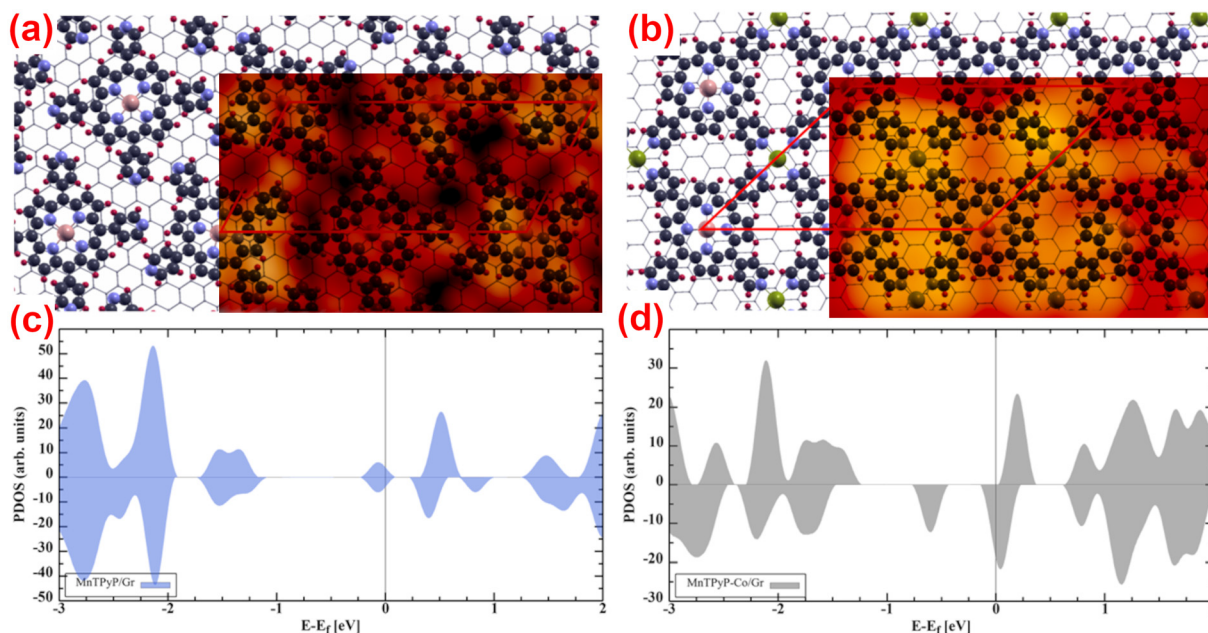 (a)
(b)
(c)
50
40
30
20
10
0
-10
-20
-30
-40
-50
PDOS (arb. units)
MnTPyP/Gr
-3
-2
-1
0
1
2
E-E_f [eV]
(d)
30
20
10
0
-10
-20
-30
PDOS (arb. units)
MnTPyP-Co/Gr
-3
-2
-1
0
1
E-E_f [eV]